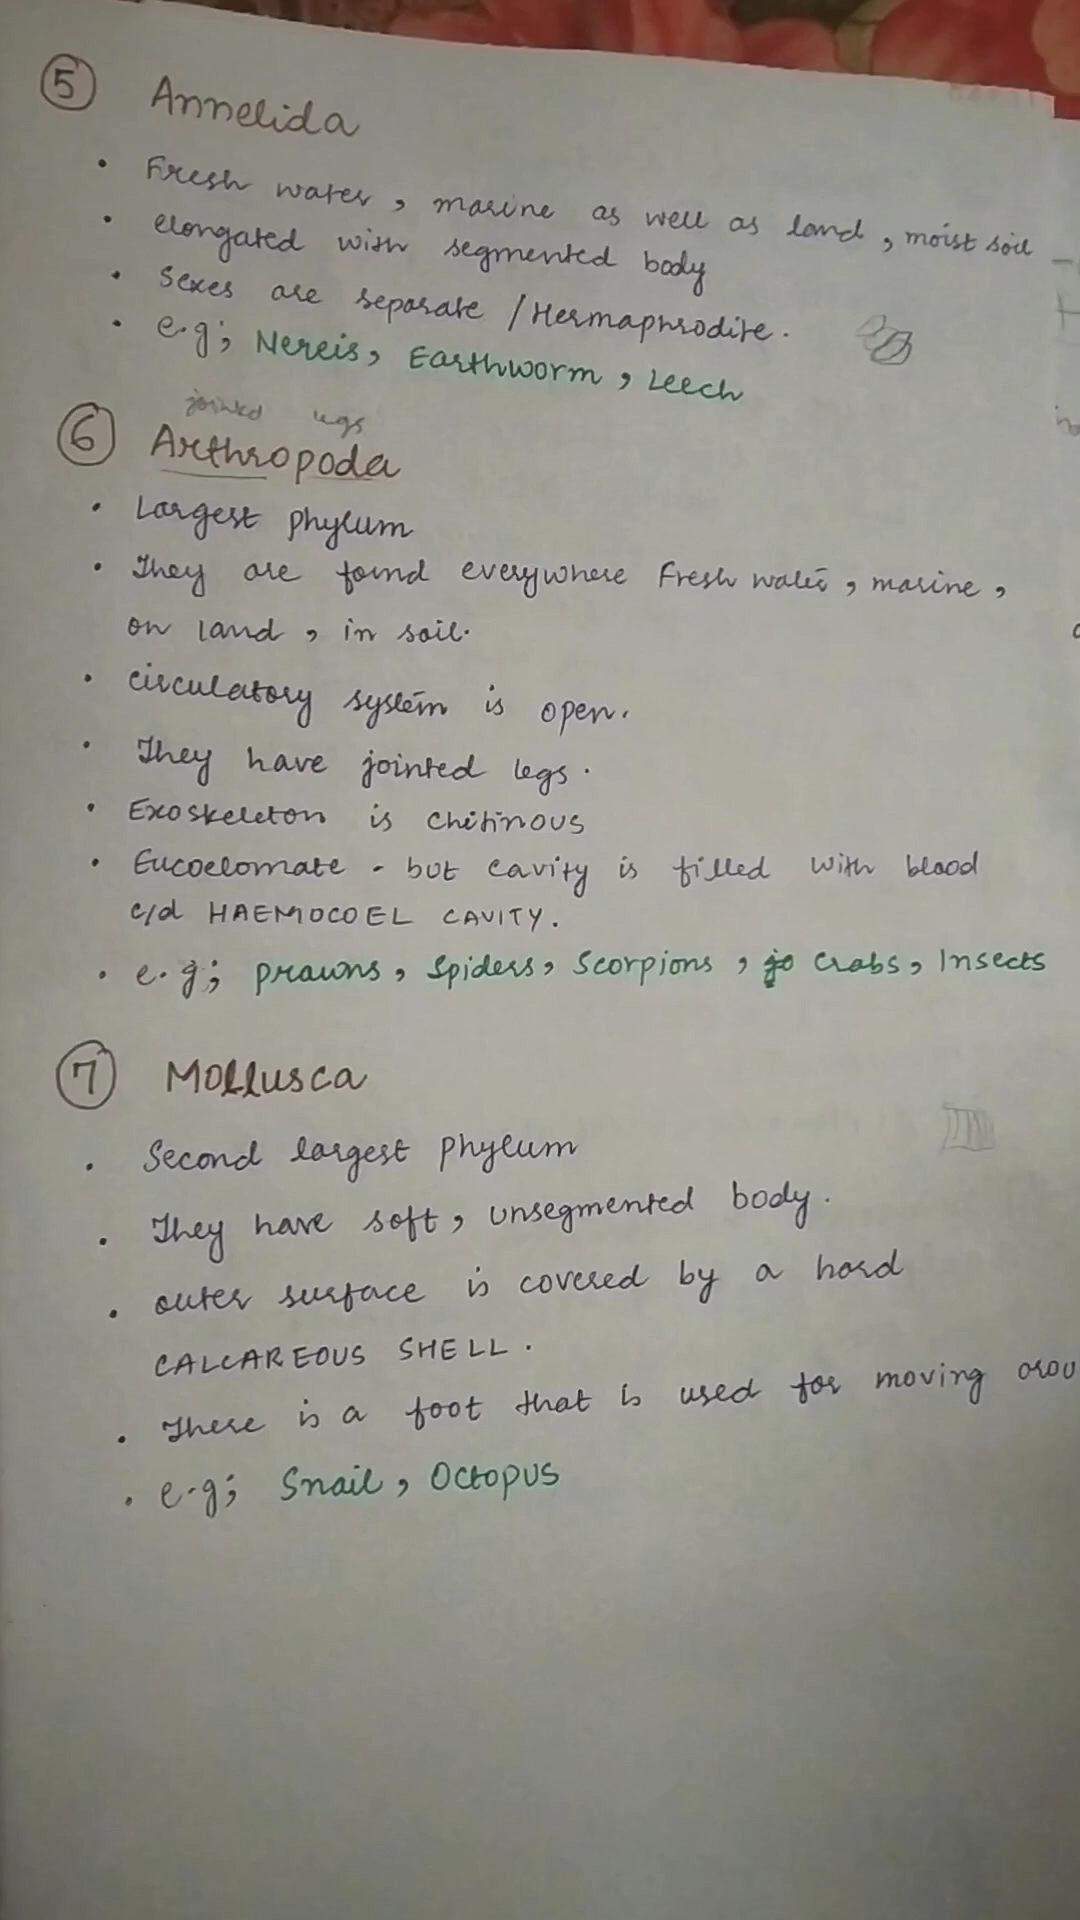 5 Annelida
• Fresh water, marine as well as land, moist soil
• elongated with segmented body
• Sexes are separate / Hermaphrodite.
• e.g; Nereis, Earthworm, Leech
jointed legs
6 Arthropoda
• Largest phylum
• They are found everywhere Fresh water, marine,
on land, in soil.
• circulatory system is open.
• They have jointed legs.
• Exoskeleton is chitinous
• Eucoelomate - but cavity is filled with blood
c/d HAEMOCOEL CAVITY.
• e.g; prawns, Spiders, Scorpions, crabs, Insects
7 Mollusca
• Second largest phylum
• They have soft, unsegmented body.
• outer surface is covered by a hard
CALCAREOUS SHELL.
• There is a foot that is used for moving arou
• e.g; Snail, Octopus